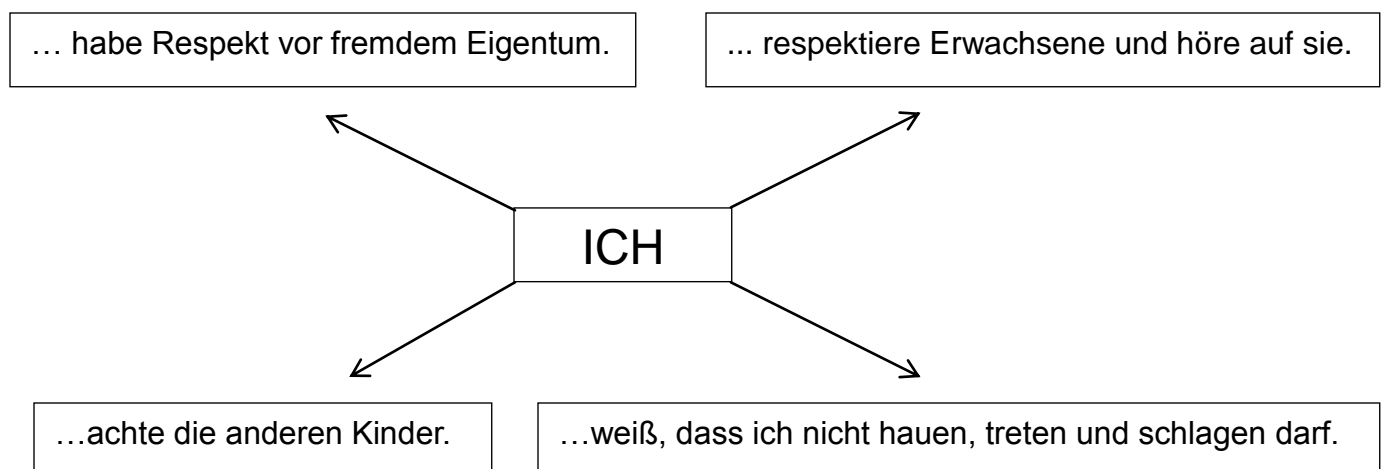 … habe Respekt vor fremdem Eigentum.
... respektiere Erwachsene und höre auf sie.
ICH
…achte die anderen Kinder.
…weiß, dass ich nicht hauen, treten und schlagen darf.